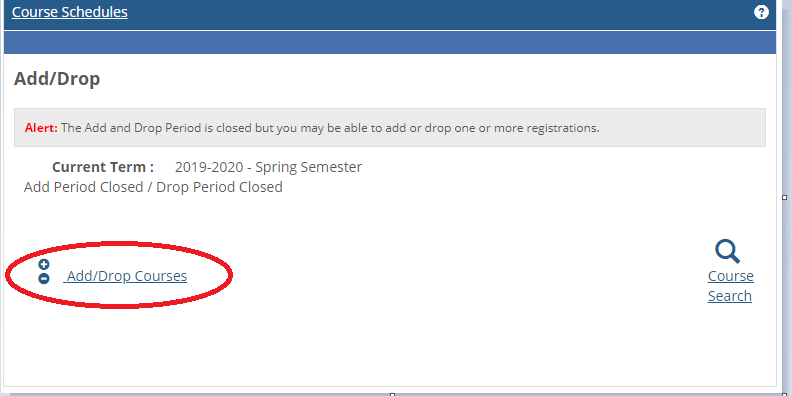 Course Schedules
?
Add/Drop
Alert: The Add and Drop Period is closed but you may be able to add or drop one or more registrations.
Current Term : 2019-2020 - Spring Semester
Add Period Closed / Drop Period Closed
Add/Drop Courses
Course
Search